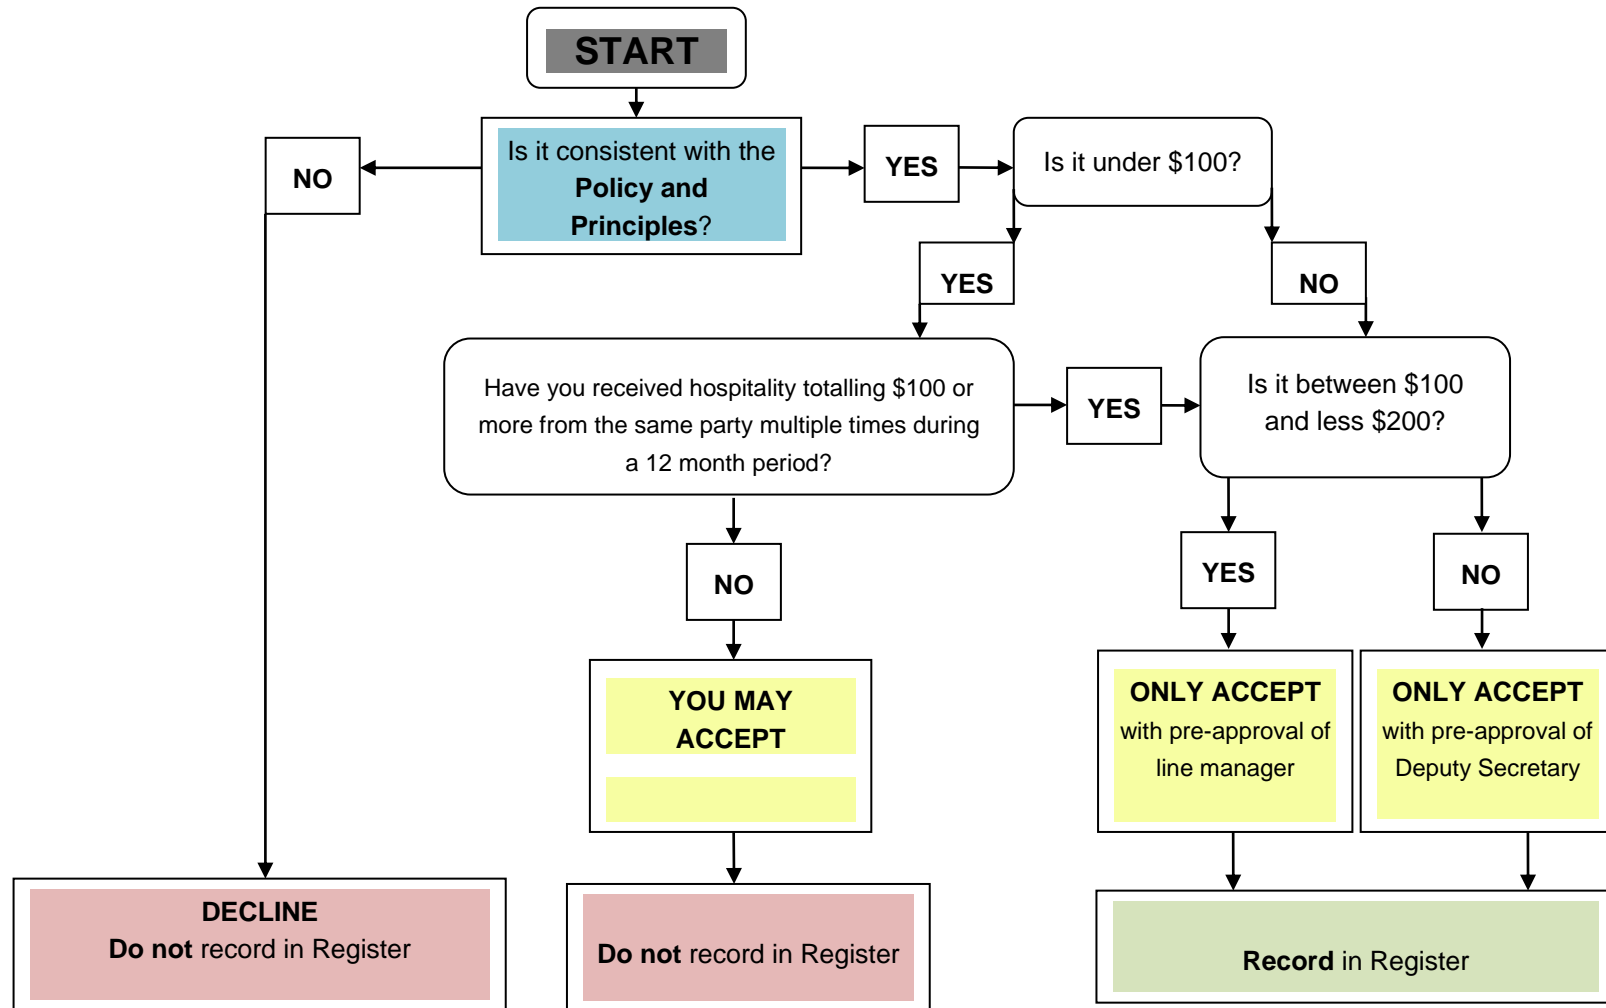 START
Is it consistent with the
Policy and
Principles?
NO
YES
Is it under $100?
YES
NO
Have you received hospitality totalling $100 or
more from the same party multiple times during
a 12 month period?
YES
Is it between $100
and less $200?
NO
YES
NO
YOU MAY
ACCEPT
ONLY ACCEPT
with pre-approval of
line manager
ONLY ACCEPT
with pre-approval of
Deputy Secretary
DECLINE
Do not record in Register
Do not record in Register
Record in Register